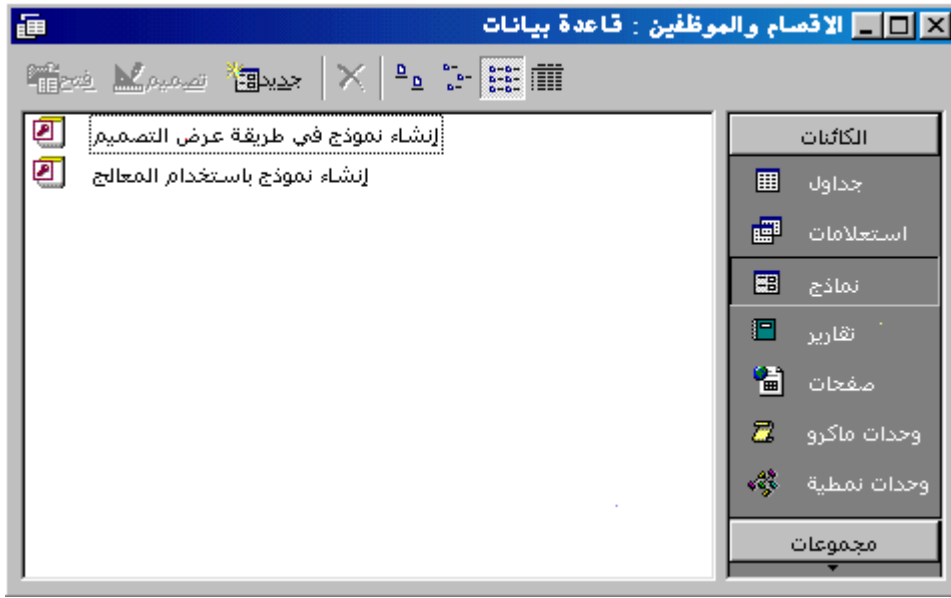 الاقصام والموظفين : قاعدة بيانات
فتح
تصميم
جديد
الكائنات
جداول
استعلامات
نماذج
تقارير
صفحات
وحدات ماكرو
وحدات نمطية
مجموعات
إنشاء نموذج في طريقة عرض التصميم
إنشاء نموذج باستخدام المعالج